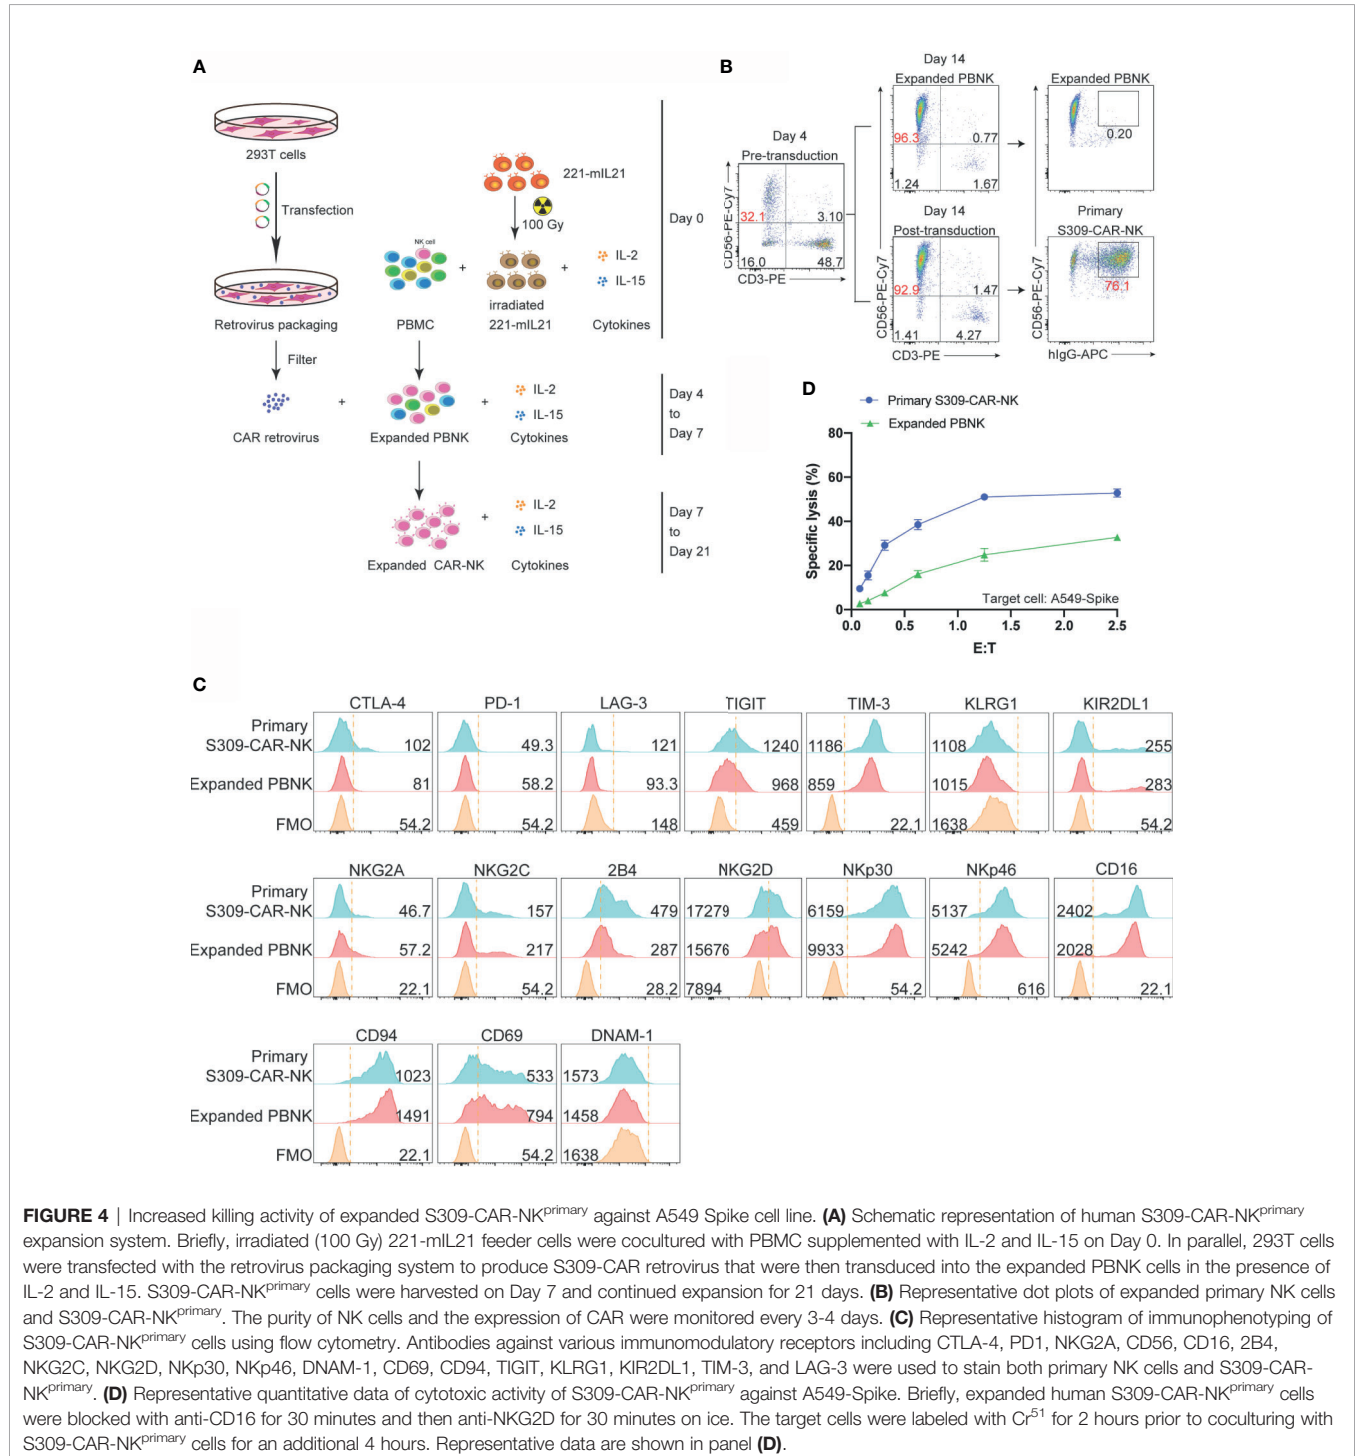 A
293T cells
Transfection
Retrovirus packaging
Filter
CAR retrovirus
+
221-mIL21
100 Gy
NK cell
+
+
IL-2
IL-15
PBMC
irradiated
221-mIL21
Cytokines
Day 0
+
IL-2
IL-15
Expanded PBNK
Cytokines
Day 4
to
Day 7
+
IL-2
IL-15
Expanded CAR-NK
Cytokines
Day 7
to
Day 21
B
Day 4
Pre-transduction
CD56-PE-Cy7
32.1
3.10
16.0
48.7
CD3-PE
Day 14
Expanded PBNK
96.3
0.77
1.24
1.67
Day 14
Post-transduction
CD56-PE-Cy7
92.9
1.47
1.41
4.27
CD3-PE
Expanded PBNK
0.20
Primary
S309-CAR-NK
CD56-PE-Cy7
76.1
hIgG-APC
D
Primary S309-CAR-NK
Expanded PBNK
Specific lysis (%)
80
60
40
20
0
0.0 0.5 1.0 1.5 2.0 2.5
E:T
Target cell: A549-Spike
C
CTLA-4 PD-1 LAG-3 TIGIT TIM-3 KLRG1 KIR2DL1
Primary
S309-CAR-NK 102 49.3 121 1240 1186 1108 255
Expanded PBNK 81 58.2 93.3 968 859 1015 283
FMO 54.2 54.2 148 459 22.1 1638 54.2
NKG2A NKG2C 2B4 NKG2D NKp30 NKp46 CD16
Primary
S309-CAR-NK 46.7 157 479 17279 6159 5137 2402
Expanded PBNK 57.2 217 287 15676 9933 5242 2028
FMO 22.1 54.2 28.2 7894 54.2 616 22.1
CD94 CD69 DNAM-1
Primary
S309-CAR-NK 1023 533 1573
Expanded PBNK 1491 794 1458
FMO 22.1 54.2 1638
FIGURE 4 | Increased killing activity of expanded S309-CAR-NKprimary against A549 Spike cell line. (A) Schematic representation of human S309-CAR-NKprimary
expansion system. Briefly, irradiated (100 Gy) 221-mIL21 feeder cells were cocultured with PBMC supplemented with IL-2 and IL-15 on Day 0. In parallel, 293T cells
were transfected with the retrovirus packaging system to produce S309-CAR retrovirus that were then transduced into the expanded PBNK cells in the presence of
IL-2 and IL-15. S309-CAR-NKprimary cells were harvested on Day 7 and continued expansion for 21 days. (B) Representative dot plots of expanded primary NK cells
and S309-CAR-NKprimary. The purity of NK cells and the expression of CAR were monitored every 3-4 days. (C) Representative histogram of immunophenotyping of
S309-CAR-NKprimary cells using flow cytometry. Antibodies against various immunomodulatory receptors including CTLA-4, PD1, NKG2A, CD56, CD16, 2B4,
NKG2C, NKG2D, NKp30, NKp46, DNAM-1, CD69, CD94, TIGIT, KLRG1, KIR2DL1, TIM-3, and LAG-3 were used to stain both primary NK cells and S309-CAR-
NKprimary. (D) Representative quantitative data of cytotoxic activity of S309-CAR-NKprimary against A549-Spike. Briefly, expanded human S309-CAR-NKprimary cells
were blocked with anti-CD16 for 30 minutes and then anti-NKG2D for 30 minutes on ice. The target cells were labeled with Cr51 for 2 hours prior to coculturing with
S309-CAR-NKprimary cells for an additional 4 hours. Representative data are shown in panel (D).